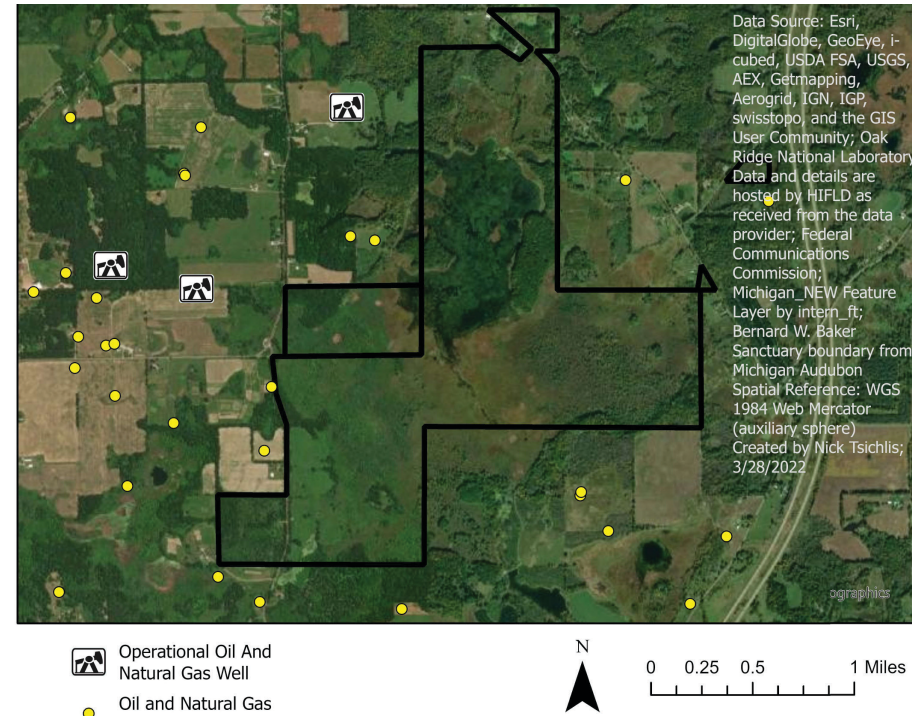 Data Source: Esri,
DigitalGlobe, GeoEye, i-
cubed, USDA FSA, USGS,
AEX, Getmapping,
Aerogrid, IGN, IGP,
swisstopo, and the GIS
User Community; Oak
Ridge National Laboratory
Data and details are
hosted by HIFLD as
received from the data
provider; Federal
Communications
Commission;
Michigan_NEW Feature
Layer by intern_ft;
Bernard W. Baker
Sanctuary boundary from
Michigan Audubon
Spatial Reference: WGS
1984 Web Mercator
(auxiliary sphere)
Created by Nick Tsichlis;
3/28/2022
ographics
Operational Oil And
Natural Gas Well
Oil and Natural Gas
N
0 0.25 0.5 1 Miles